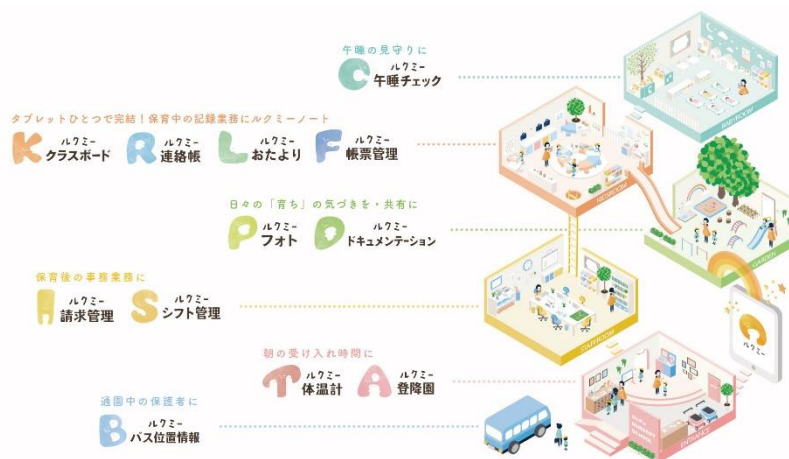 午睡の見守りに
C ルクミー
午睡チェック
BABYROOM
タブレットひとつで完結！保育中の記録業務にルクミーノート
K ルクミー
クラスボード
R ルクミー
連絡帳
L ルクミー
おたより
F ルクミー
帳票管理
KIDSROOM
日々の「育ち」の気づきを・共有に
P ルクミー
フォト
D ルクミー
ドキュメンテーション
GARDEN
保育後の事務業務に
ルクミー
請求管理
S ルクミー
シフト管理
STAFFROOM
ルクミー
朝の受け入れ時間に
T ルクミー
体温計
A ルクミー
登降園
NURSERY
SCHOOL
ENTRANCE
通園中の保護者に
B ルクミー
バス位置情報